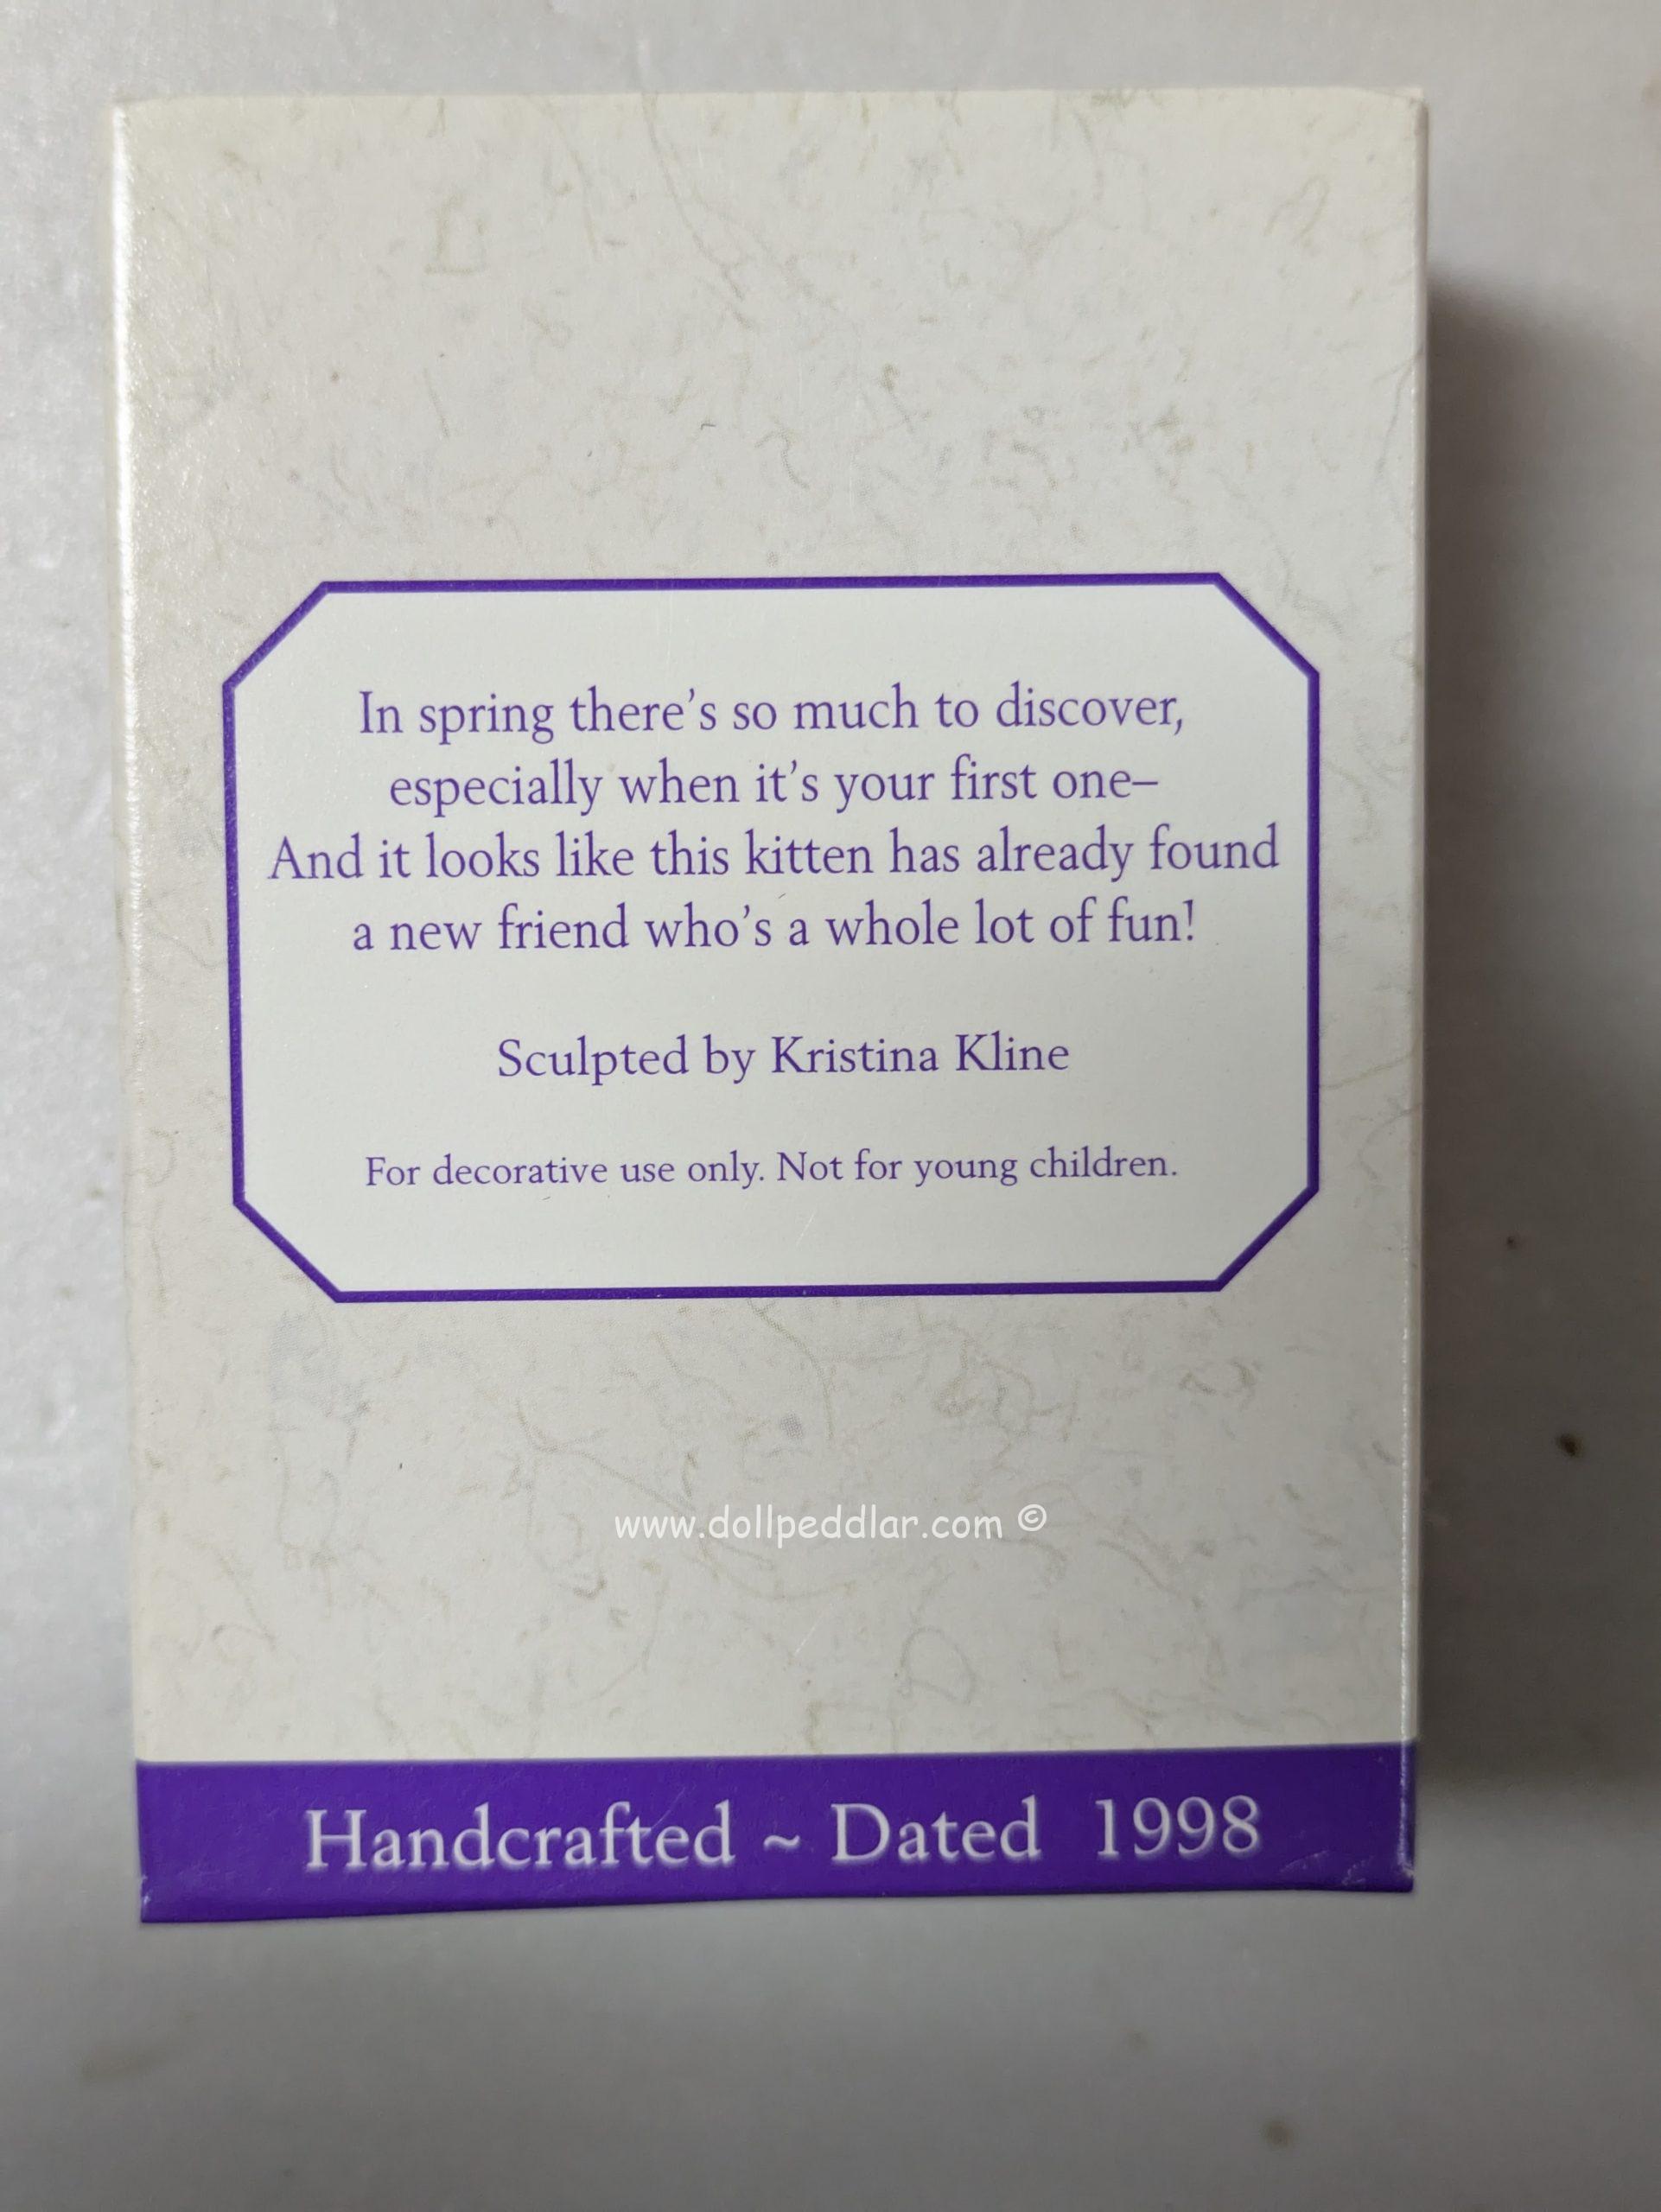 In spring there's so much to discover,
especially when it's your first one–
And it looks like this kitten has already found
a new friend who's a whole lot of fun!
Sculpted by Kristina Kline
For decorative use only. Not for young children.
www.dollpeddlar.com ©
Handcrafted ~ Dated 1998